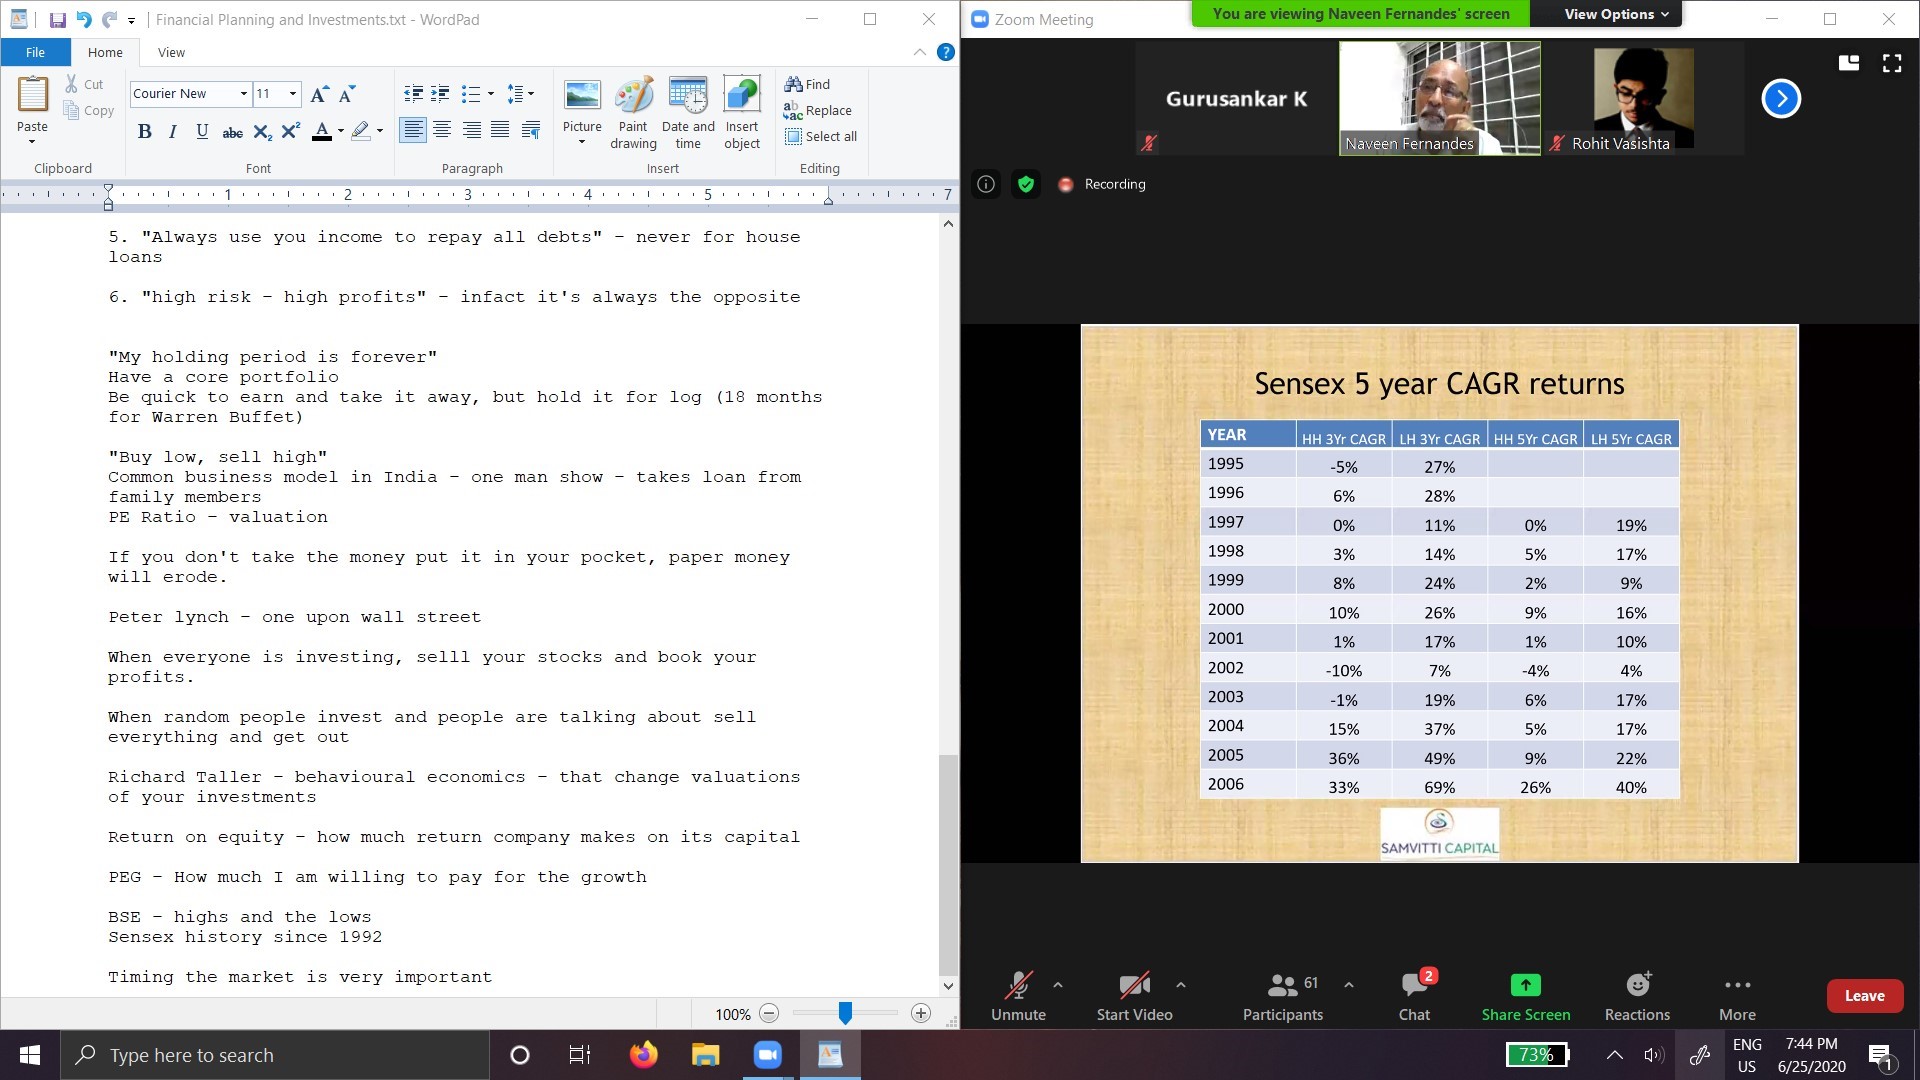 Financial Planning and Investments.txt - WordPad
File Home View
Cut
Copy
Paste
Courier New 11
B I U abc X₂ X² A
Picture
Paint drawing
Date and time
Insert object
Find
Replace
Select all
Clipboard Font Paragraph Insert Editing
1 2 3 4 5 7
5. "Always use you income to repay all debts" - never for house
loans
6. "high risk - high profits" - infact it's always the opposite
"My holding period is forever"
Have a core portfolio
Be quick to earn and take it away, but hold it for log (18 months
for Warren Buffet)
"Buy low, sell high"
Common business model in India - one man show - takes loan from
family members
PE Ratio - valuation
If you don't take the money put it in your pocket, paper money
will erode.
Peter lynch - one upon wall street
When everyone is investing, selll your stocks and book your
profits.
When random people invest and people are talking about sell
everything and get out
Richard Taller - behavioural economics - that change valuations
of your investments
Return on equity - how much return company makes on its capital
PEG - How much I am willing to pay for the growth
BSE - highs and the lows
Sensex history since 1992
Timing the market is very important
100%
Zoom Meeting
You are viewing Naveen Fernandes' screen
View Options
Gurusankar K
Naveen Fernandes
Rohit Vasishta
Recording
Sensex 5 year CAGR returns
YEAR HH 3Yr CAGR LH 3Yr CAGR HH 5Yr CAGR LH 5Yr CAGR
1995 -5% 27%
1996 6% 28%
1997 0% 11% 0% 19%
1998 3% 14% 5% 17%
1999 8% 24% 2% 9%
2000 10% 26% 9% 16%
2001 1% 17% 1% 10%
2002 -10% 7% -4% 4%
2003 -1% 19% 6% 17%
2004 15% 37% 5% 17%
2005 36% 49% 9% 22%
2006 33% 69% 26% 40%
SAMVITTI CAPITAL
Unmute
Start Video
61
Participants
2
Chat
Share Screen
Reactions
More
Leave
Type here to search
73%
ENG
US
7:44 PM
6/25/2020
1